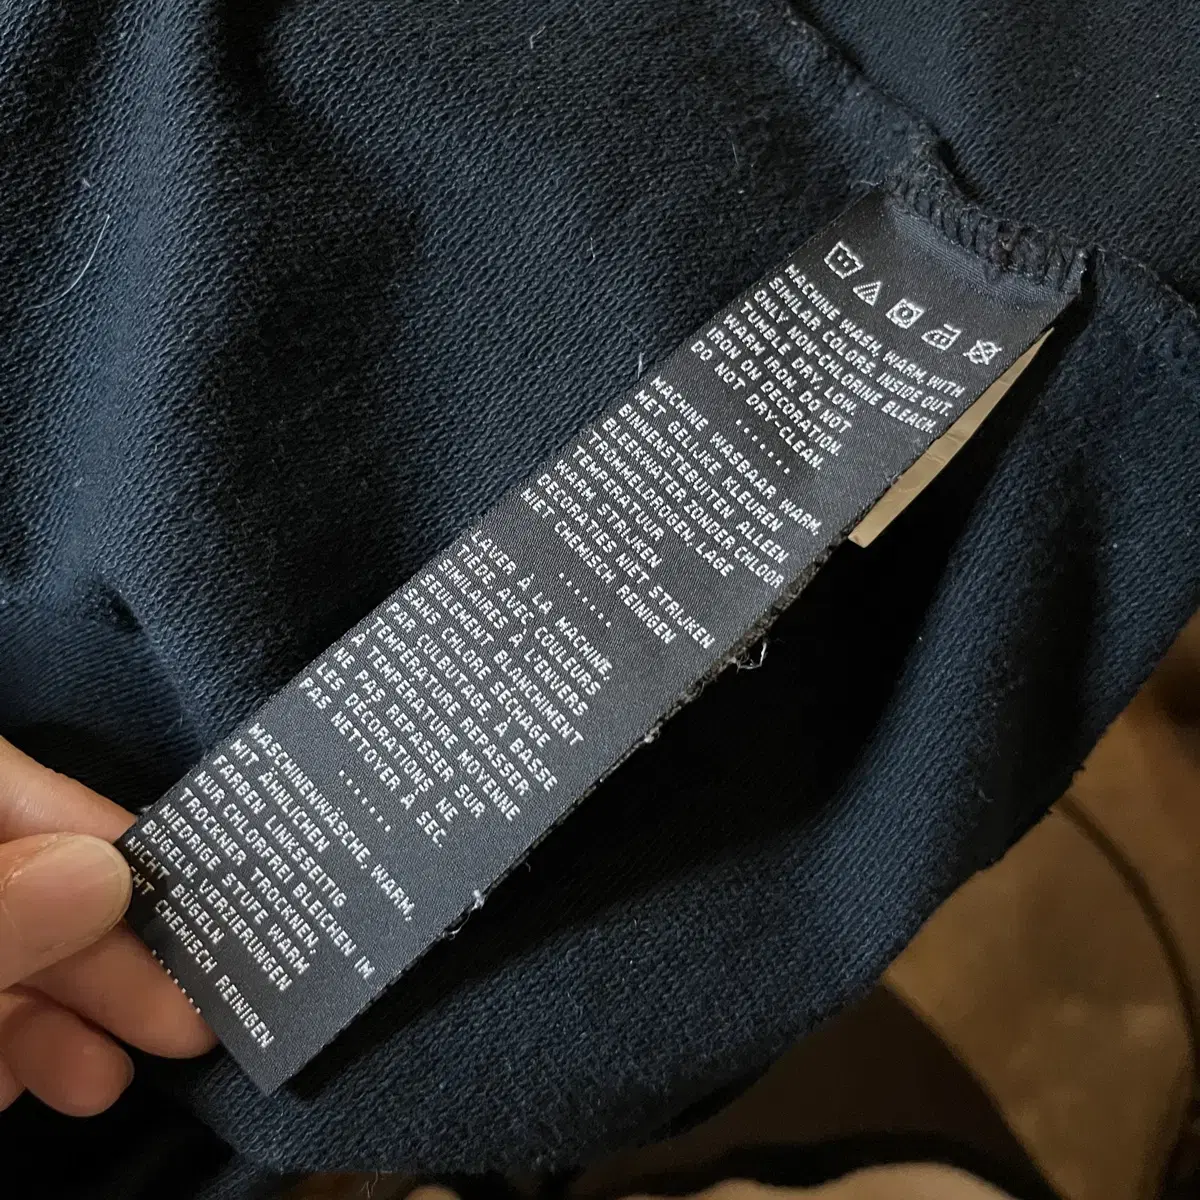 MACHINE WASH, WARM, WITH
SIMILAR COLORS, INSIDE OUT.
ONLY NON-CHLORINE BLEACH.
TUMBLE DRY, LOW.
WARM IRON. DO NOT
IRON ON DECORATION.
DO NOT DRY-CLEAN.
.......
MACHINE WASBAAR, WARM,
MET GELIJKE KLEUREN
BINNENSTEBUITEN ALLEEN
BLEEKWATER ZONDER CHLOOR
TROMMELDROGEN, LAGE
TEMPERATUUR
WARM STRIJKEN
DECORATIES NIET STRIJKEN
NIET CHEMISCH REINIGEN
.......
LAVER À LA MACHINE,
TIÈDE AVEC COULEURS
SIMILAIRES À L'ENVERS
SEULEMENT BLANCHIMENT
SANS CHLORE SÉCHAGE
PAR CULBUTAGE, À BASSE
TEMPÉRATURE REPASSER
À TEMPÉRATURE MOYENNE
NE PAS REPASSER SUR
LES DÉCORATIONS NE
PAS NETTOYER À SEC
.......
MASCHINENWÄSCHE, WARM,
MIT ÄHNLICHEN
FARBEN LINKSSEITIG
NUR CHLORFREI BLEICHEN IM
TROCKNER TROCKNEN,
NIEDRIGE STUFE WARM
BÜGELN, VERZIERUNGEN
NICHT BÜGELN
CHEMISCH REINIGEN